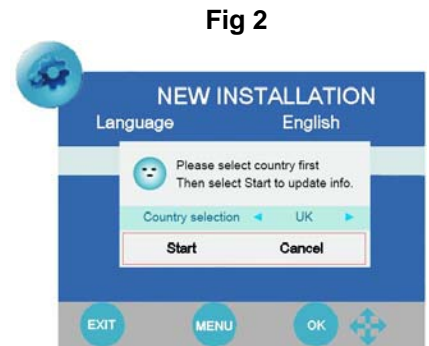 Fig 2
NEW INSTALLATION
Language English
Please select country first
Then select Start to update info.
Country selection UK
Start Cancel
EXIT MENU OK